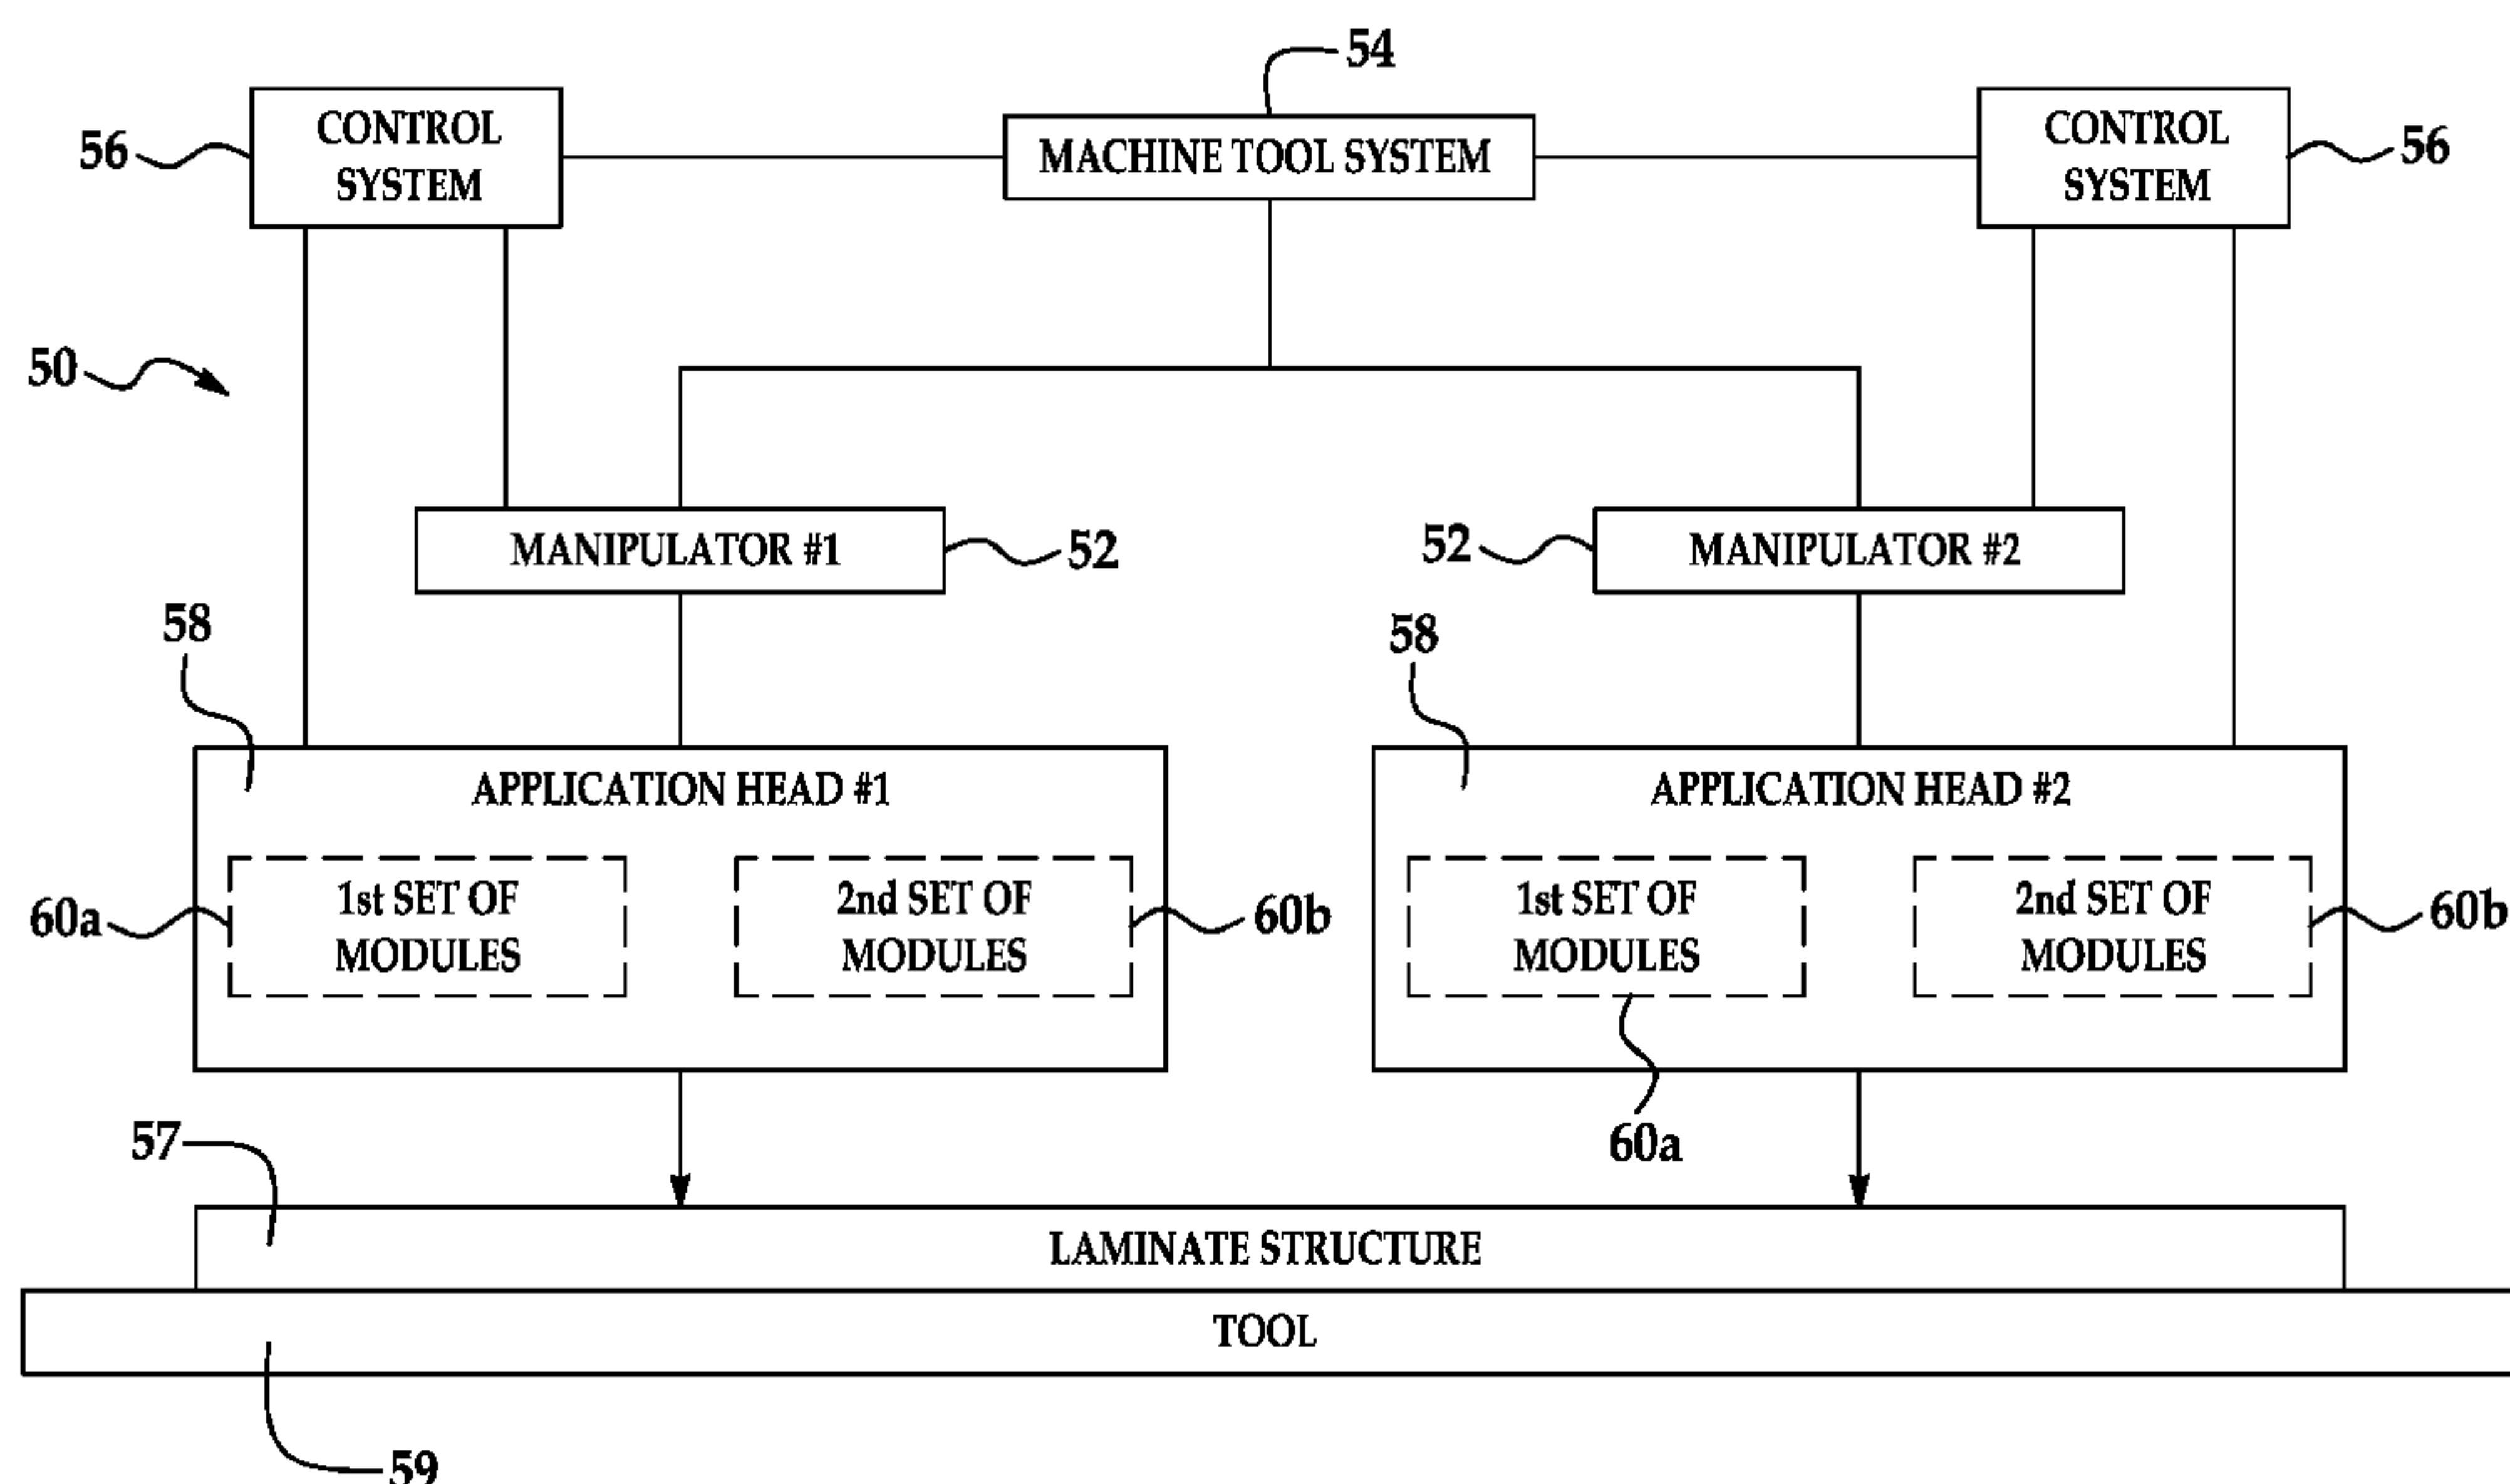 54
CONTROL
SYSTEM
MACHINE TOOL SYSTEM
CONTROL
SYSTEM
56
56
50
MANIPULATOR #1
52
52
MANIPULATOR #2
58
58
APPLICATION HEAD #1
APPLICATION HEAD #2
60a
1st SET OF
MODULES
2nd SET OF
MODULES
60b
1st SET OF
MODULES
2nd SET OF
MODULES
60b
57
60a
LAMINATE STRUCTURE
TOOL
59